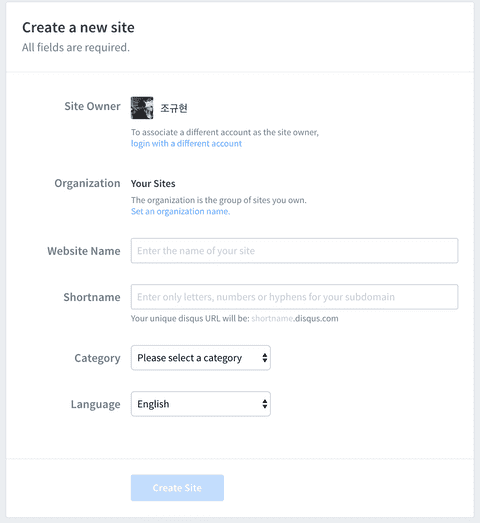 Create a new site
All fields are required.
Site Owner
조규현
To associate a different account as the site owner,
login with a different account
Organization
Your Sites
The organization is the group of sites you own.
Set an organization name.
Website Name
Enter the name of your site
Shortname
Enter only letters, numbers or hyphens for your subdomain
Your unique disqus URL will be: shortname.disqus.com
Category
Please select a category
Language
English
Create Site